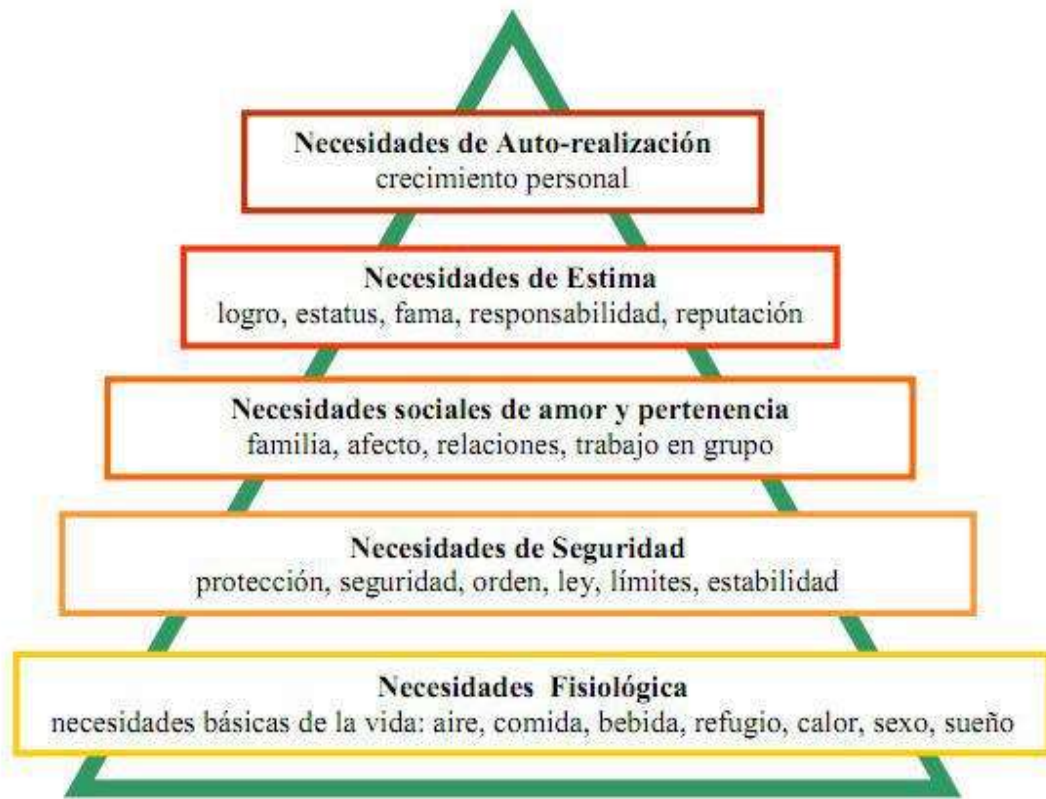 Necesidades de Auto-realización
crecimiento personal
Necesidades de Estima
logro, estatus, fama, responsabilidad, reputación
Necesidades sociales de amor y pertenencia
familia, afecto, relaciones, trabajo en grupo
Necesidades de Seguridad
protección, seguridad, orden, ley, límites, estabilidad
Necesidades Fisiológica
necesidades básicas de la vida: aire, comida, bebida, refugio, calor, sexo, sueño